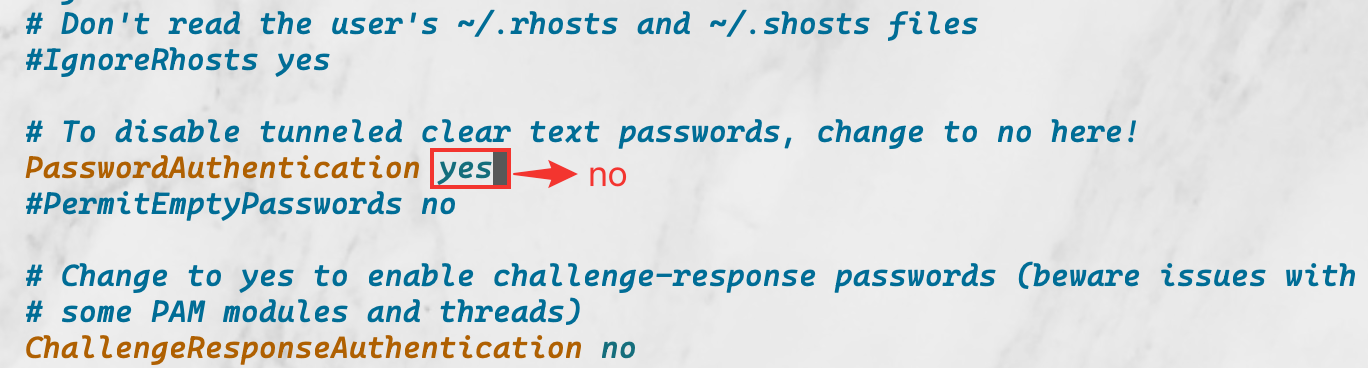 # Don't read the user's ~/.rhosts and ~/.shosts files
#IgnoreRhosts yes
# To disable tunneled clear text passwords, change to no here!
PasswordAuthentication yes no
#PermitEmptyPasswords no
# Change to yes to enable challenge-response passwords (beware issues with
# some PAM modules and threads)
ChallengeResponseAuthentication no